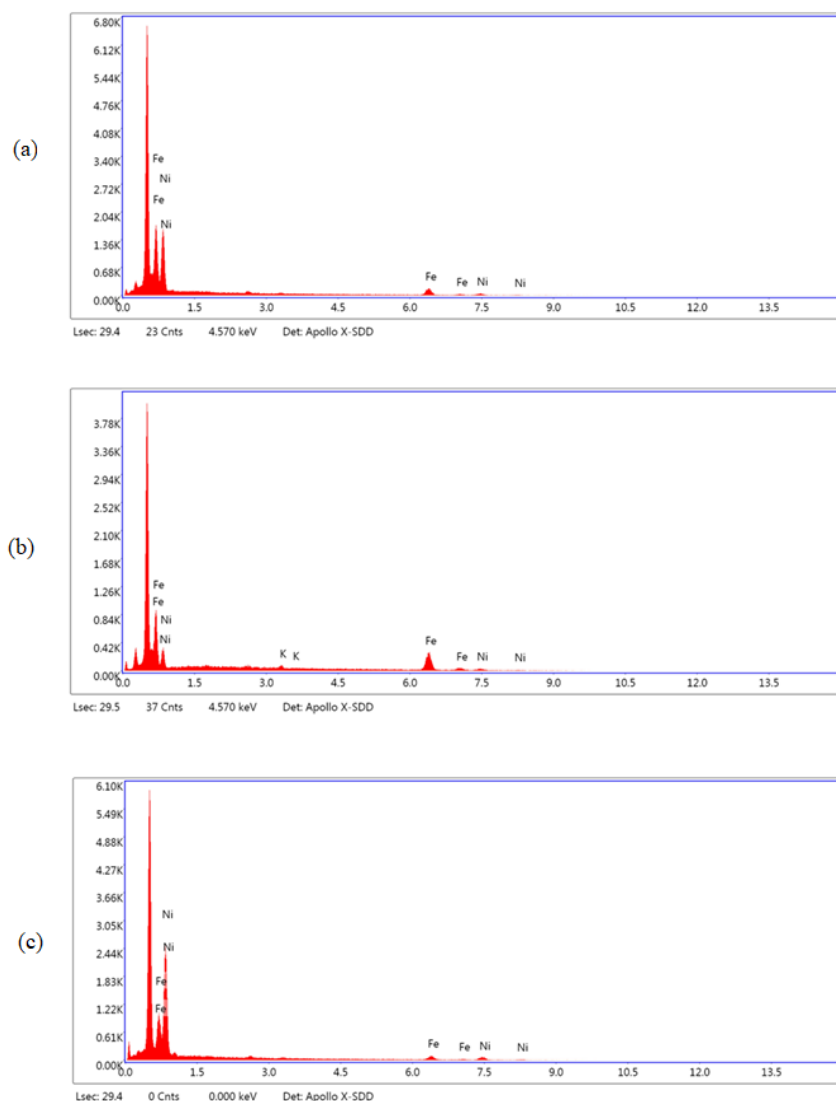 (a)
6.80K
6.12K
5.44K
4.76K
4.08K
3.40K
2.72K
2.04K
1.36K
0.68K
0.00K
Fe
Ni
Fe
Ni
Fe Fe Ni Ni
0.0 1.5 3.0 4.5 6.0 7.5 9.0 10.5 12.0 13.5
Lsec: 29.4 23 Cnts 4.570 keV Det: Apollo X-SDD
(b)
3.78K
3.36K
2.94K
2.52K
2.10K
1.68K
1.26K
0.84K
0.42K
0.00K
Fe
Fe
Ni
Ni
K K Fe Fe Ni Ni
0.0 1.5 3.0 4.5 6.0 7.5 9.0 10.5 12.0 13.5
Lsec: 29.5 37 Cnts 4.570 keV Det: Apollo X-SDD
(c)
6.10K
5.49K
4.88K
4.27K
3.66K
3.05K
2.44K
1.83K
1.22K
0.61K
0.00K
Ni
Ni
Fe
Fe
Fe Fe Ni Ni
0.0 1.5 3.0 4.5 6.0 7.5 9.0 10.5 12.0 13.5
Lsec: 29.4 0 Cnts 0.000 keV Det: Apollo X-SDD